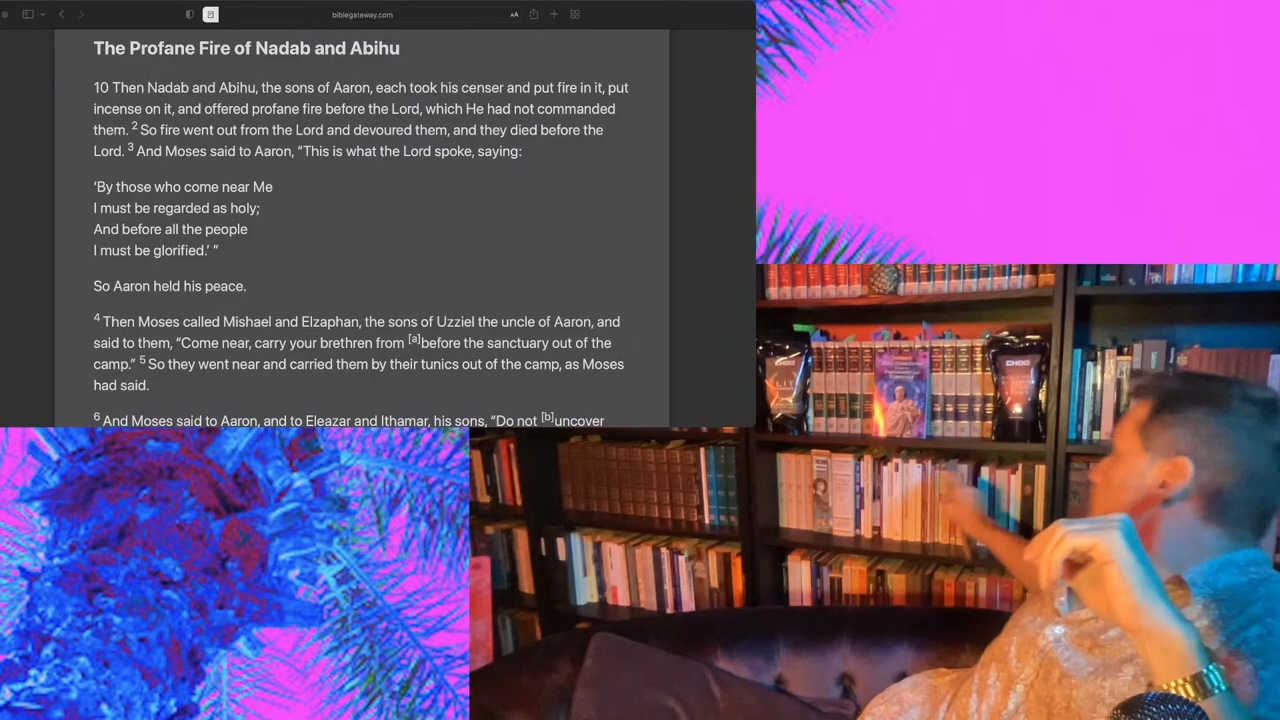 biblegateway.com
AA
The Profane Fire of Nadab and Abihu
10 Then Nadab and Abihu, the sons of Aaron, each took his censer and put fire in it, put
incense on it, and offered profane fire before the Lord, which He had not commanded
them. 2 So fire went out from the Lord and devoured them, and they died before the
Lord. 3 And Moses said to Aaron, “This is what the Lord spoke, saying:
‘By those who come near Me
I must be regarded as holy;
And before all the people
I must be glorified.’ ”
So Aaron held his peace.
4 Then Moses called Mishael and Elzaphan, the sons of Uzziel the uncle of Aaron, and
said to them, “Come near, carry your brethren from [a]before the sanctuary out of the
camp.” 5 So they went near and carried them by their tunics out of the camp, as Moses
had said.
6 And Moses said to Aaron, and to Eleazar and Ithamar, his sons, “Do not [b]uncover